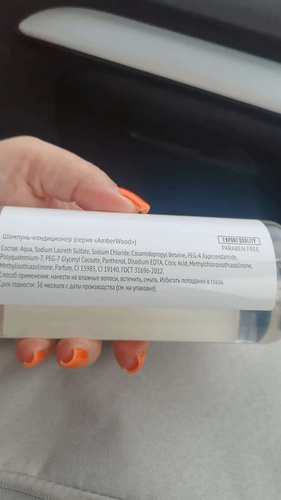 Шампунь-кондиционер (серия «AmberWood»)
EXPORT QUALITY
PARABEN FREE
Состав: Aqua, Sodium Laureth Sulfate, Sodium Chloride, Cocamidopropyl Betaine, PEG-4 Rapeseedamide,
Polyquaternium-7, PEG-7 Glyceryl Cocoate, Panthenol, Disodium EDTA, Citric Acid, Methylchloroisothiazolinone,
Methylisothiazolinone, Parfum, CI 15985, CI 19140. ГОСТ 31696-2012.
Способ применения: нанести на влажные волосы, вспенить, смыть. Избегать попадания в глаза.
Срок годности: 36 месяцев с даты производства (см. на упаковке).